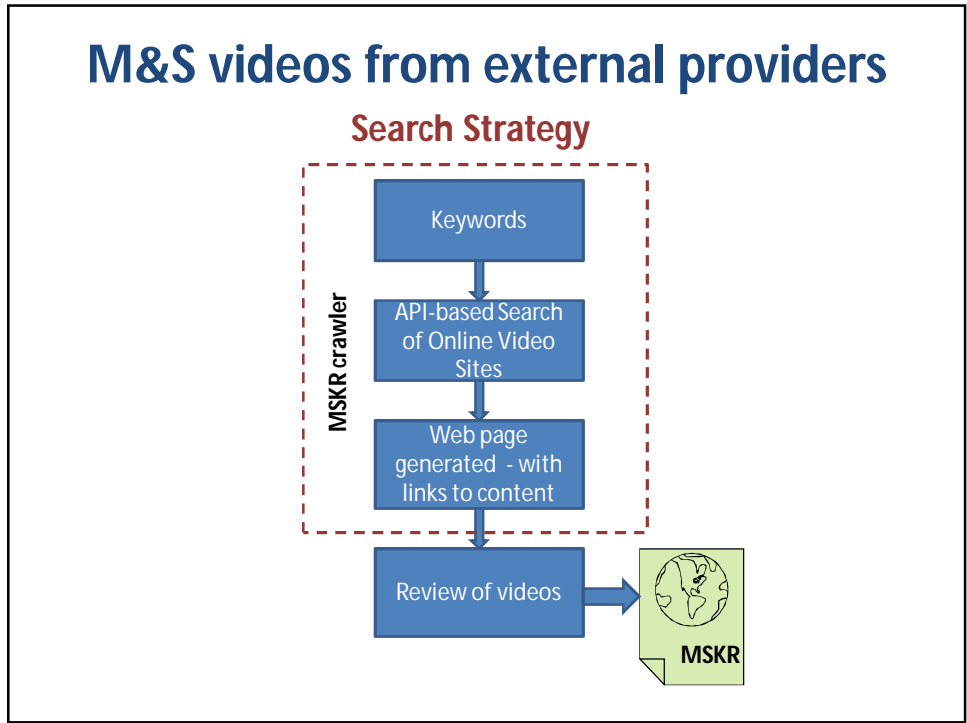 M&S videos from external providers
Search Strategy
MSKR crawler
Keywords
API-based Search
of Online Video
Sites
Web page
generated - with
links to content
Review of videos
MSKR